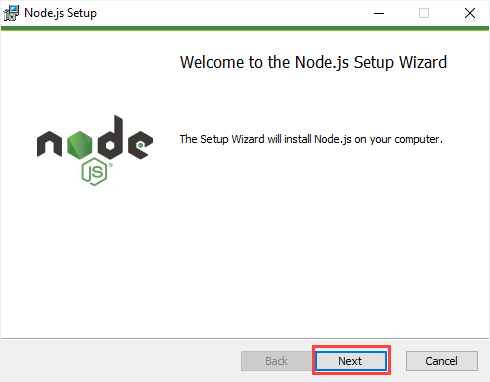 Node.js Setup
Welcome to the Node.js Setup Wizard
node
JS®
The Setup Wizard will install Node.js on your computer.
Back
Next
Cancel